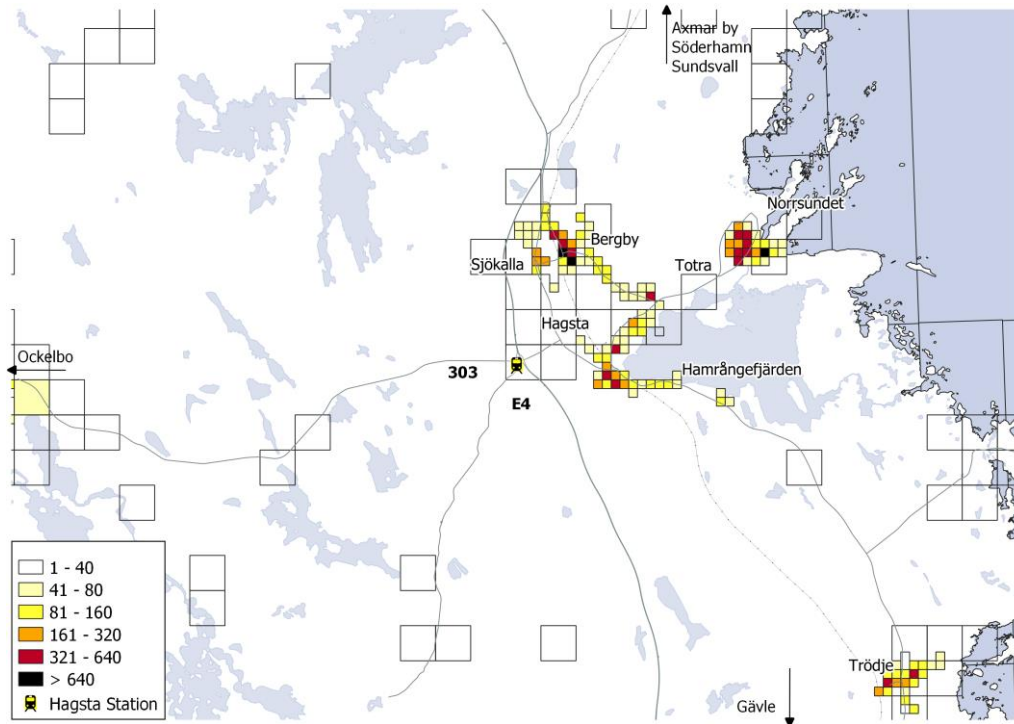 Axmar by
Söderhamn
Sundsvall
Norrsundet
Bergby
Sjökalla
Totra
Hagsta
Ockelbo
303
Hamrångefjärden
E4
1 - 40
41 - 80
81 - 160
161 - 320
321 - 640
> 640
Hagsta Station
Trödje
Gävle